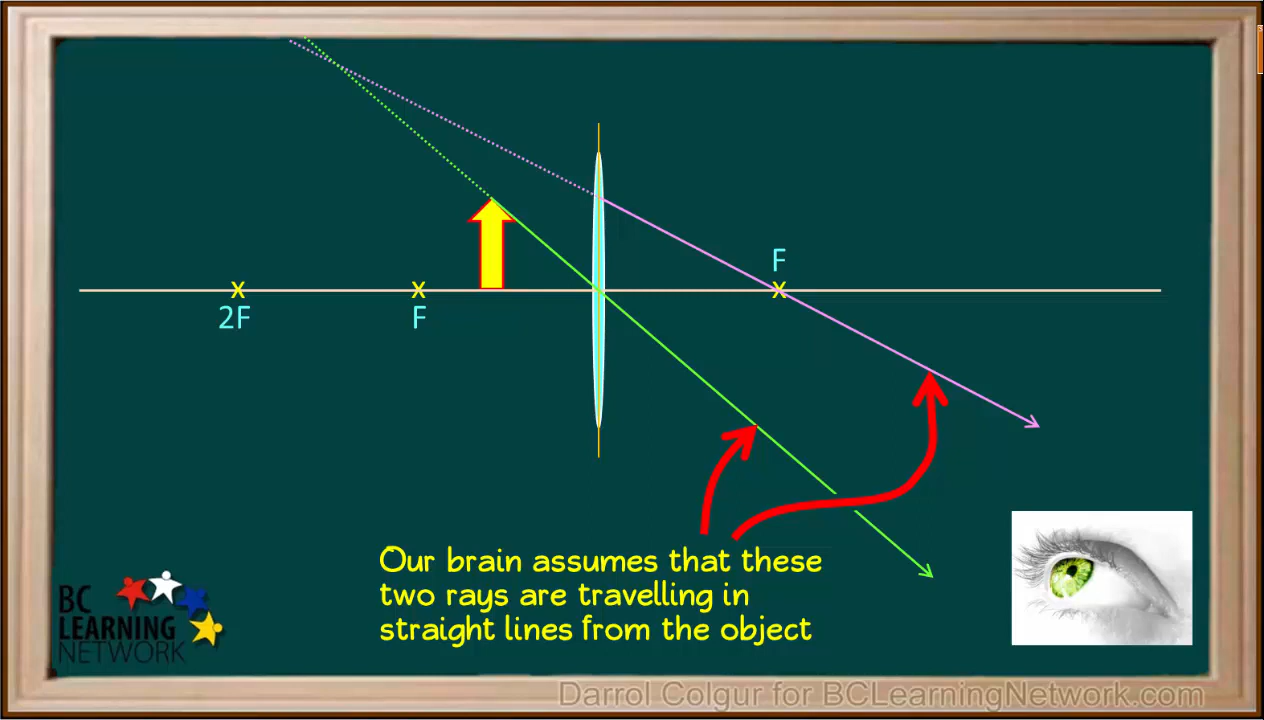 F
x x x
2F F
Our brain assumes that these
two rays are travelling in
straight lines from the object
BC
LEARNING
NETWORK
Darrol Colgur for BCLearningNetwork.com